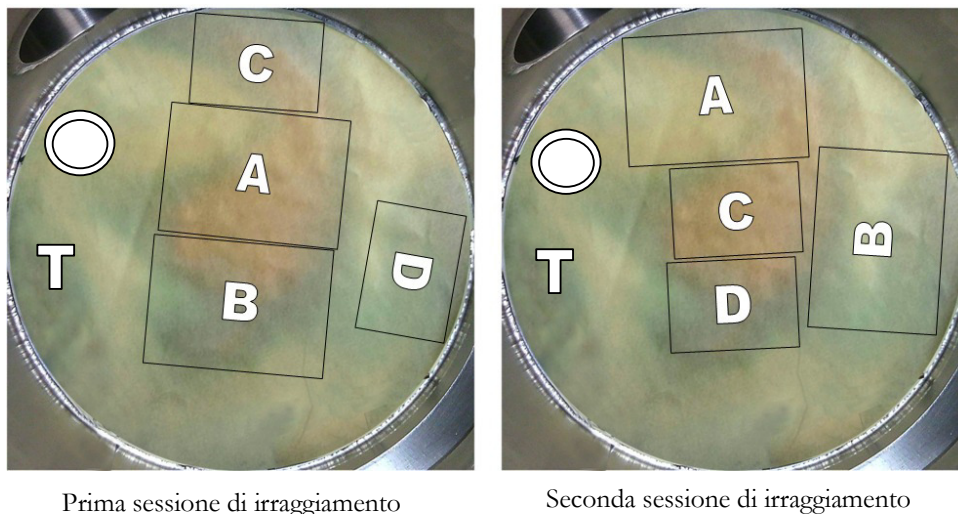 C
A
B
D
T
Prima sessione di irraggiamento
A
C
D
B
T
Seconda sessione di irraggiamento